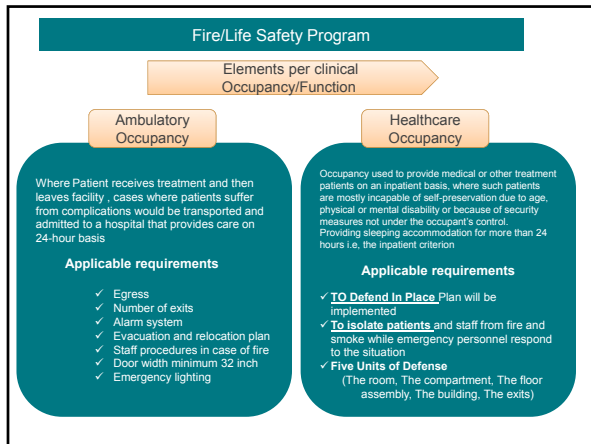 Fire/Life Safety Program
Elements per clinical
Occupancy/Function
Ambulatory
Occupancy
Where Patient receives treatment and then
leaves facility , cases where patients suffer
from complications would be transported and
admitted to a hospital that provides care on
24-hour basis
Applicable requirements
✓ Egress
✓ Number of exits
✓ Alarm system
✓ Evacuation and relocation plan
✓ Staff procedures in case of fire
✓ Door width minimum 32 inch
✓ Emergency lighting
Healthcare
Occupancy
Occupancy used to provide medical or other treatment
patients on an inpatient basis, where such patients
are mostly incapable of self-preservation due to age,
physical or mental disability or because of security
measures not under the occupant's control.
Providing sleeping accommodation for more than 24
hours i.e, the inpatient criterion
Applicable requirements
✓ TO Defend In Place Plan will be
implemented
✓ To isolate patients and staff from fire and
smoke while emergency personnel respond
to the situation
✓ Five Units of Defense
(The room, The compartment, The floor
assembly, The building, The exits)